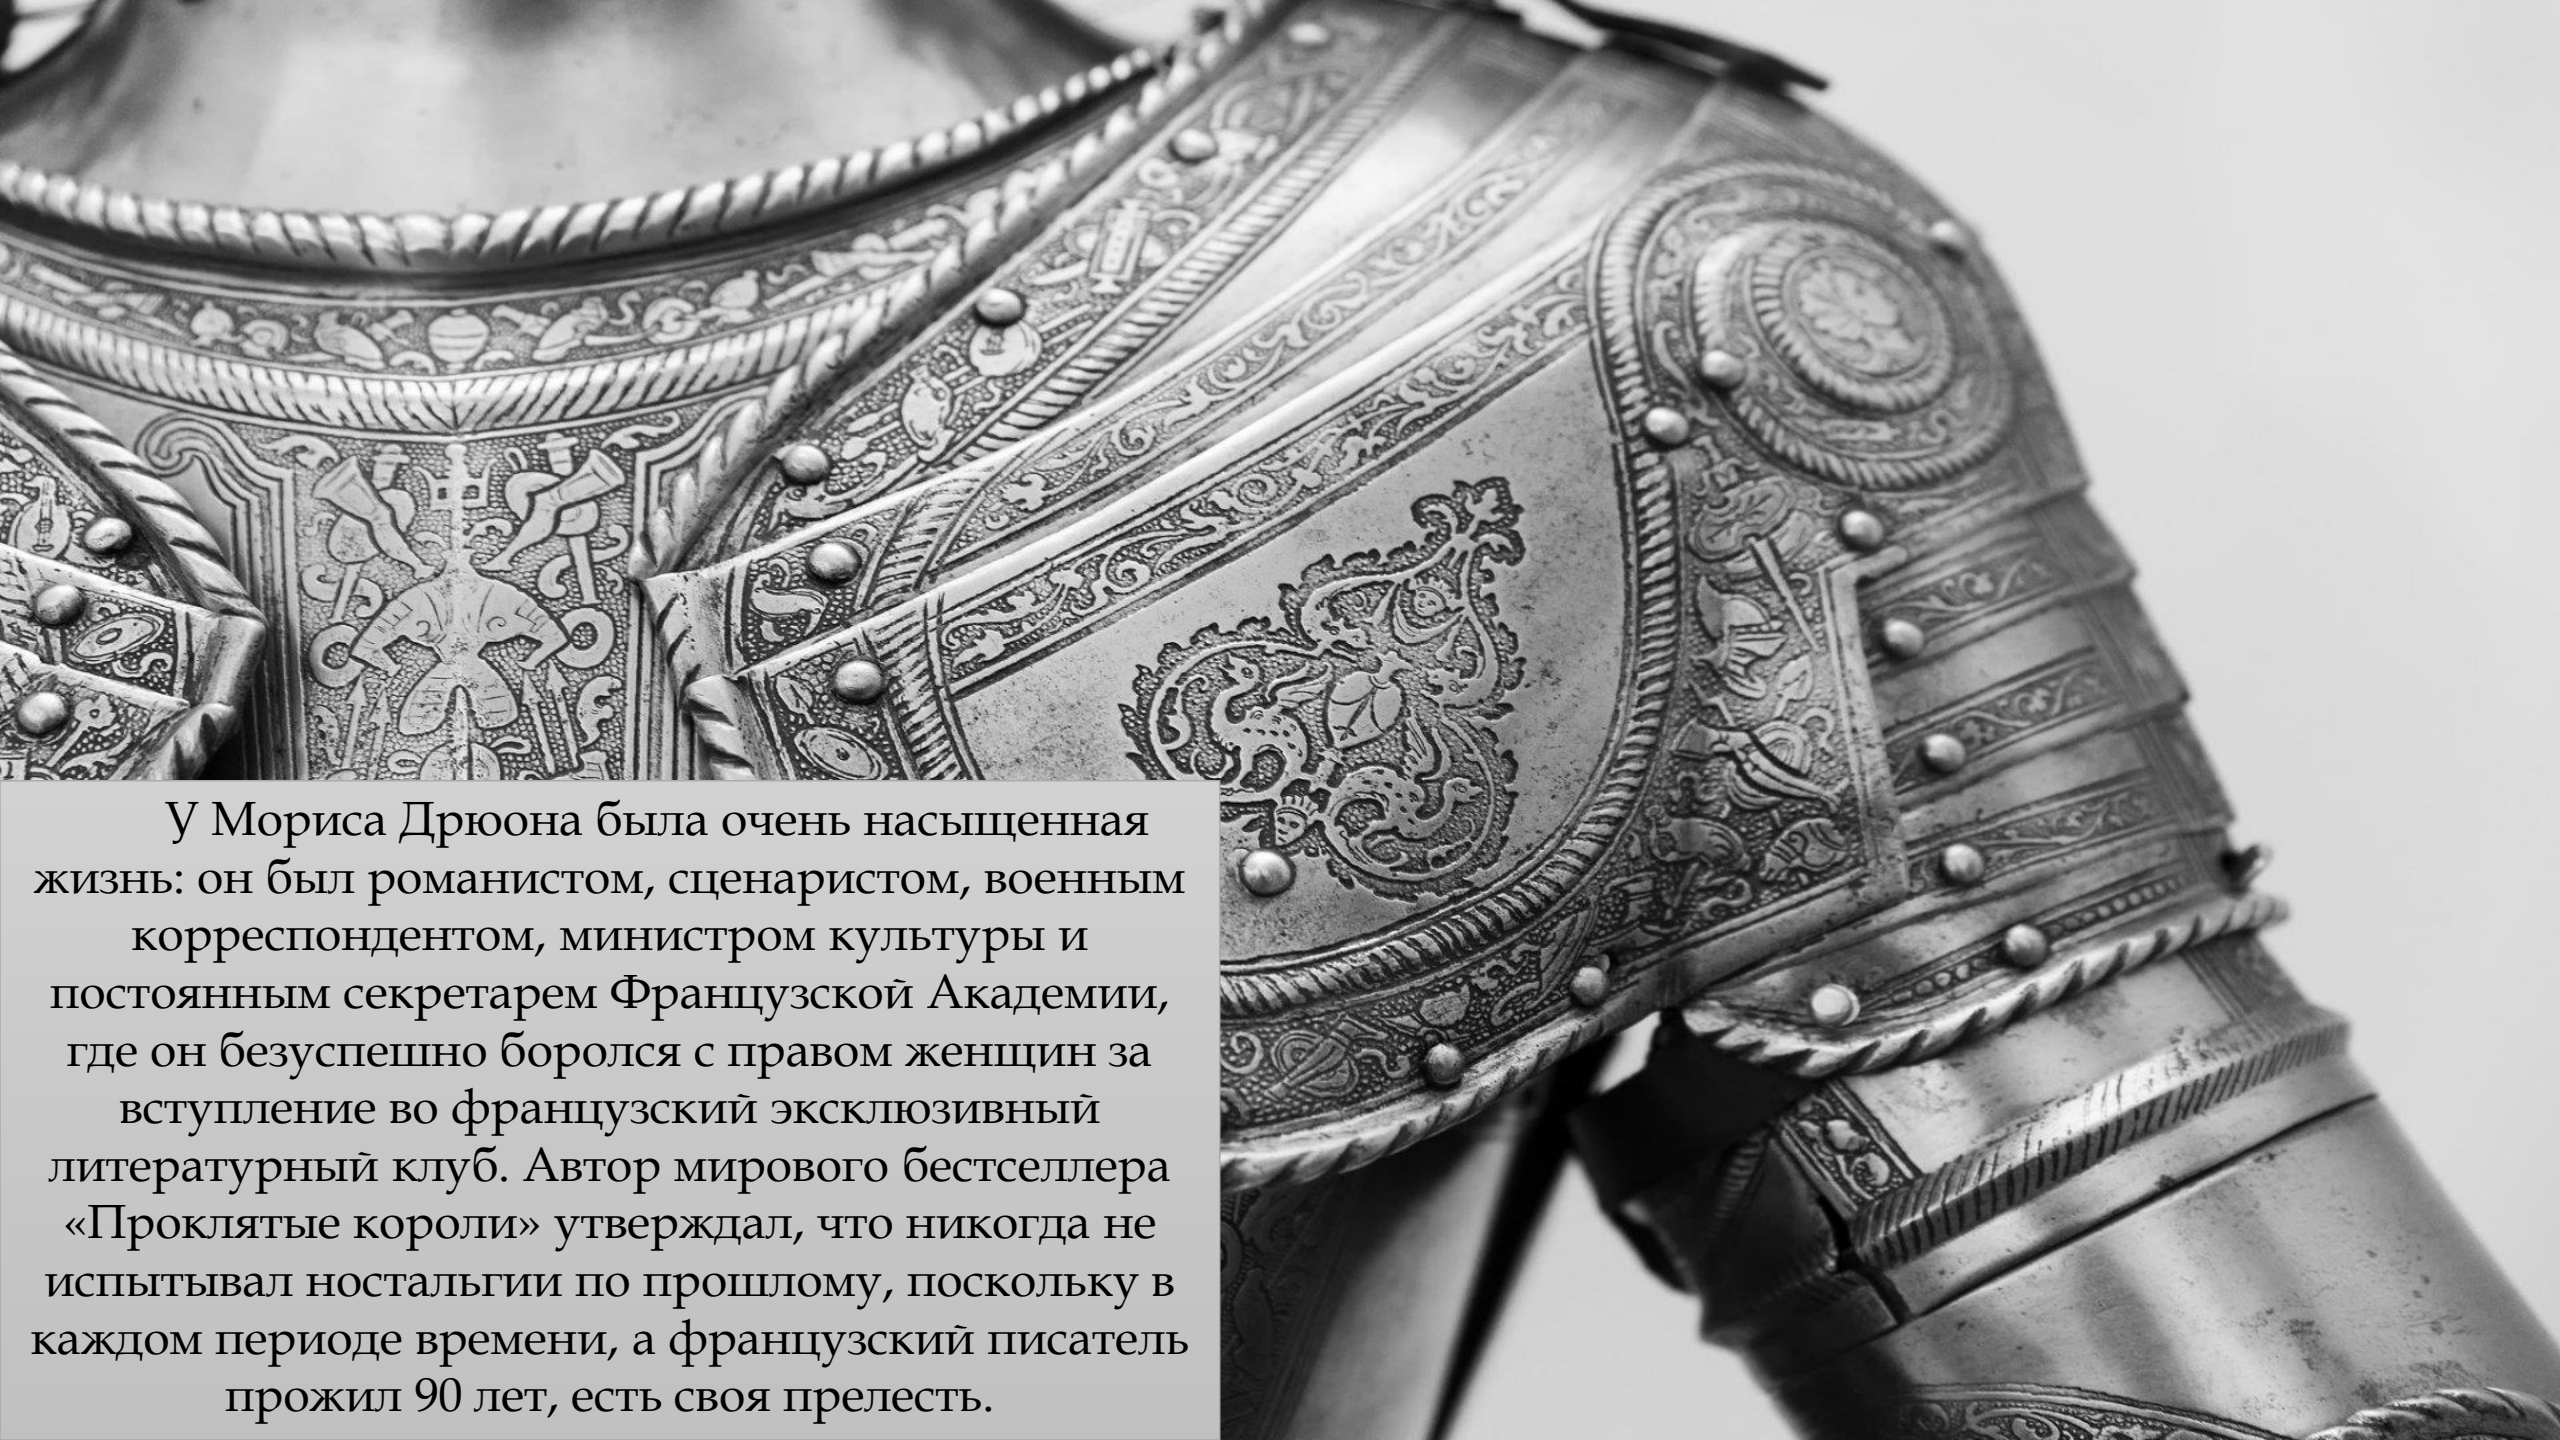 У Мориса Дрюона была очень насыщенная
жизнь: он был романистом, сценаристом, военным
корреспондентом, министром культуры и
постоянным секретарем Французской Академии,
где он безуспешно боролся с правом женщин за
вступление во французский эксклюзивный
литературный клуб. Автор мирового бестселлера
«Проклятые короли» утверждал, что никогда не
испытывал ностальгии по прошлому, поскольку в
каждом периоде времени, а французский писатель
прожил 90 лет, есть своя прелесть.